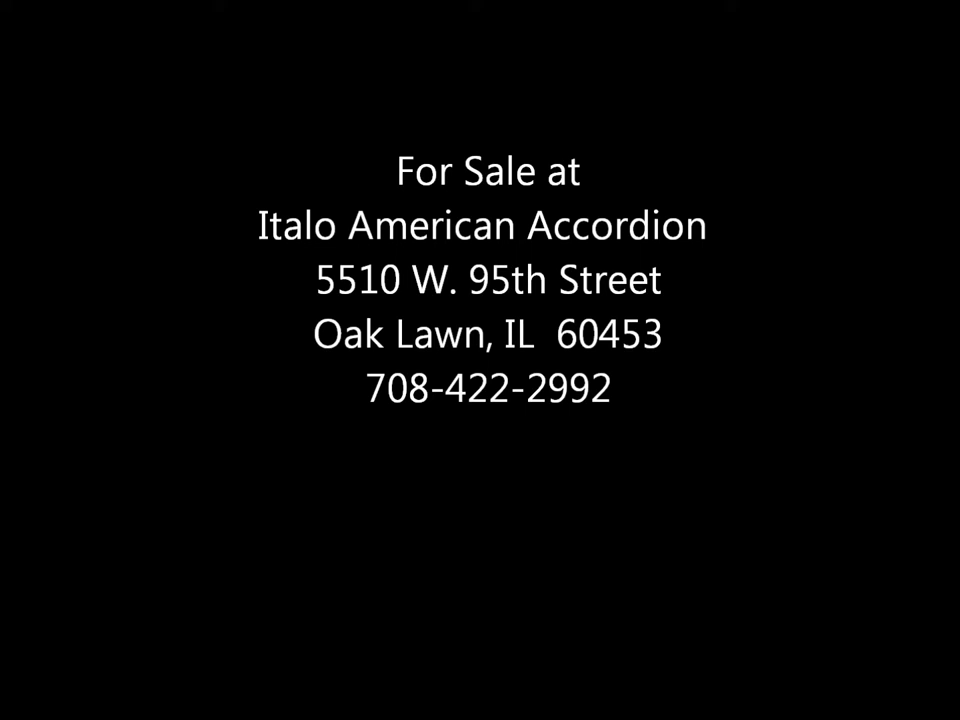 For Sale at
Italo American Accordion
5510 W. 95th Street
Oak Lawn, IL  60453
708-422-2992